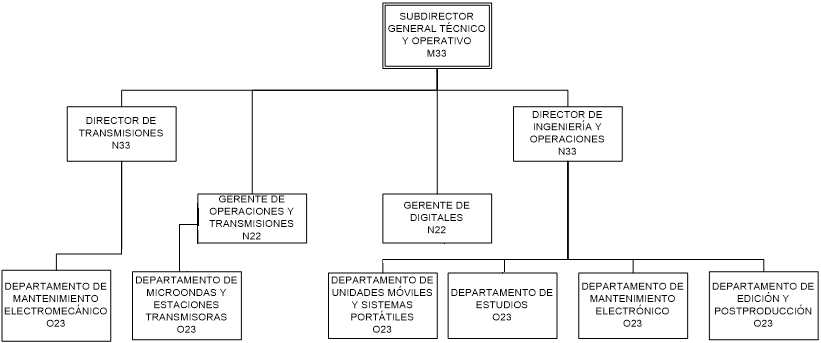 SUBDIRECTOR
GENERAL TÉCNICO
Y OPERATIVO
M33
DIRECTOR DE
TRANSMISIONES
N33
DIRECTOR DE
INGENIERÍA Y
OPERACIONES
N33
GERENTE DE
OPERACIONES Y
TRANSMISIONES
N22
GERENTE DE
DIGITALES
N22
DEPARTAMENTO DE
MANTENIMIENTO
ELECTROMECÁNICO
O23
DEPARTAMENTO DE
MICROONDAS Y
ESTACIONES
TRANSMISORAS
O23
DEPARTAMENTO DE
UNIDADES MÓVILES
Y SISTEMAS
PORTÁTILES
O23
DEPARTAMENTO DE
ESTUDIOS
O23
DEPARTAMENTO DE
MANTENIMIENTO
ELECTRÓNICO
O23
DEPARTAMENTO DE
EDICIÓN Y
POSTPRODUCCIÓN
O23